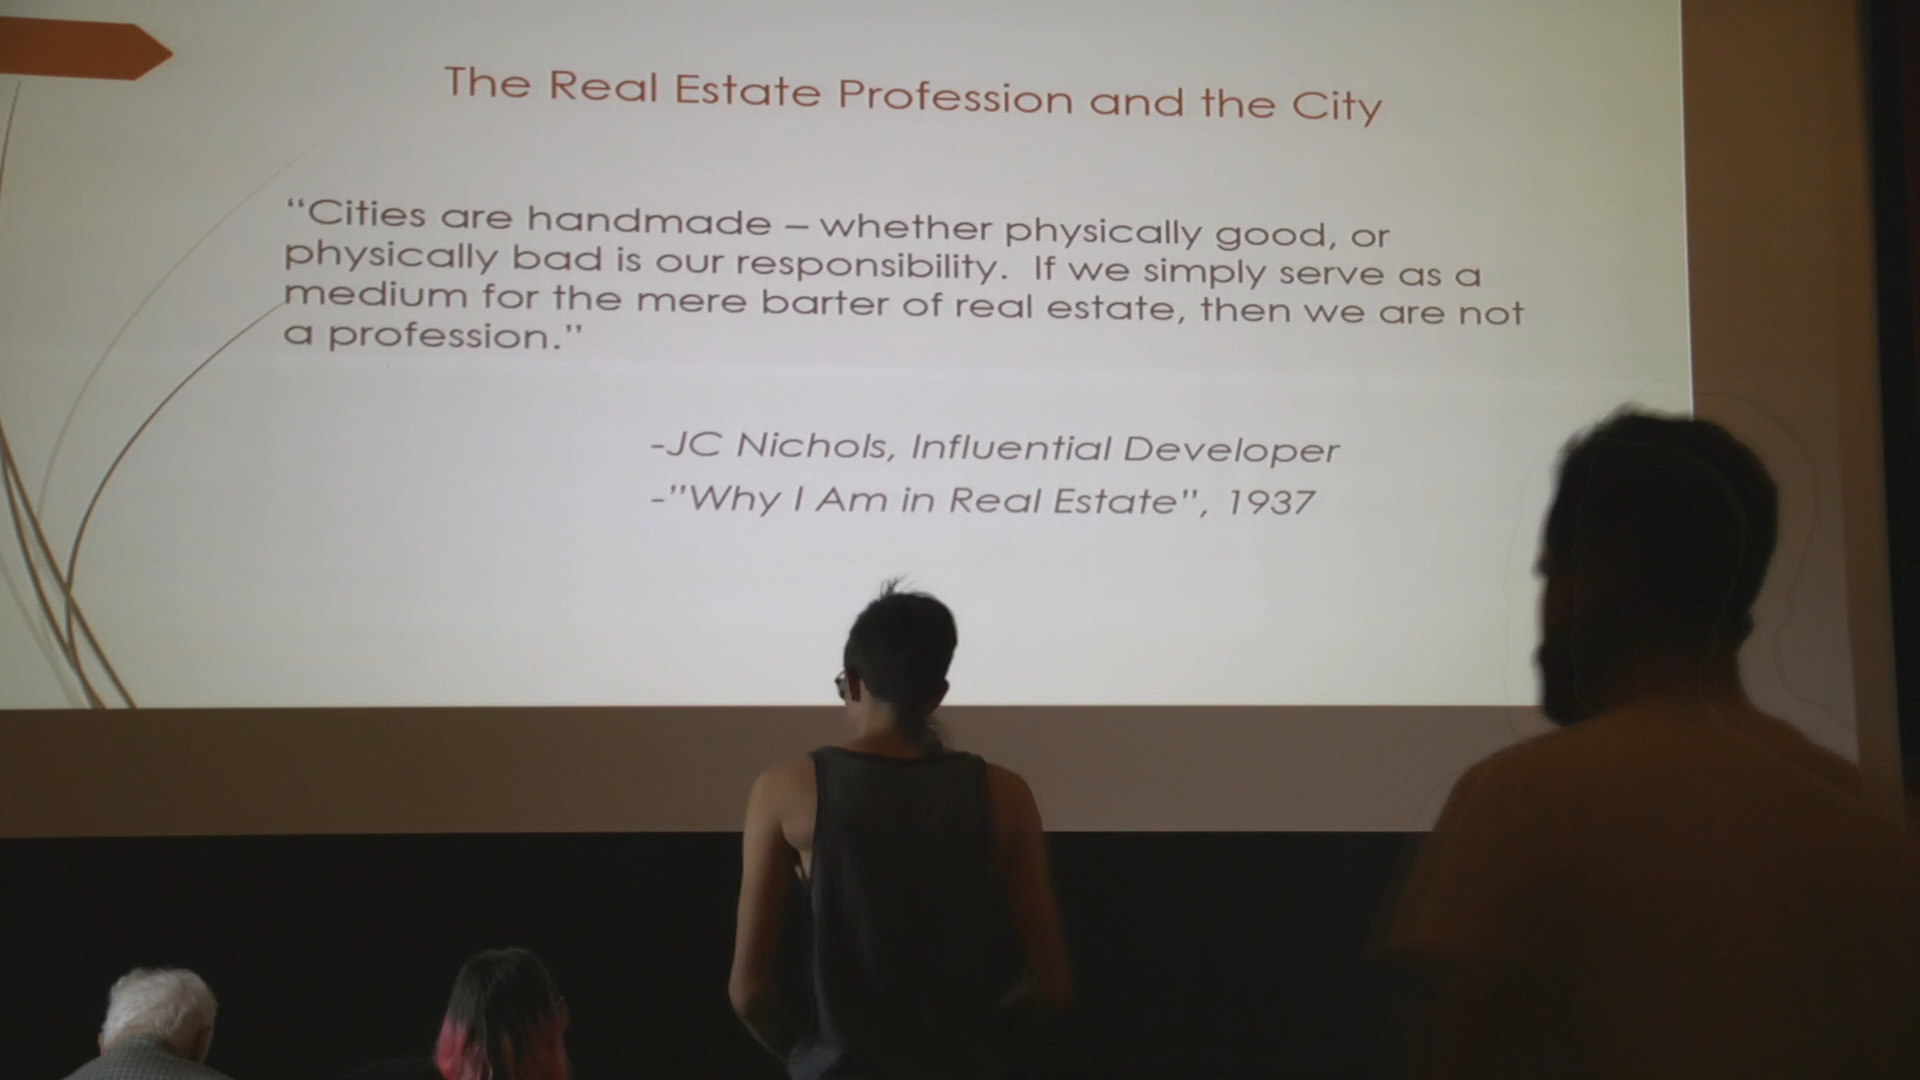 The Real Estate Profession and the City
“Cities are handmade – whether physically good, or
physically bad is our responsibility.  If we simply serve as a
medium for the mere barter of real estate, then we are not
a profession.”
-JC Nichols, Influential Developer
-"Why I Am in Real Estate", 1937